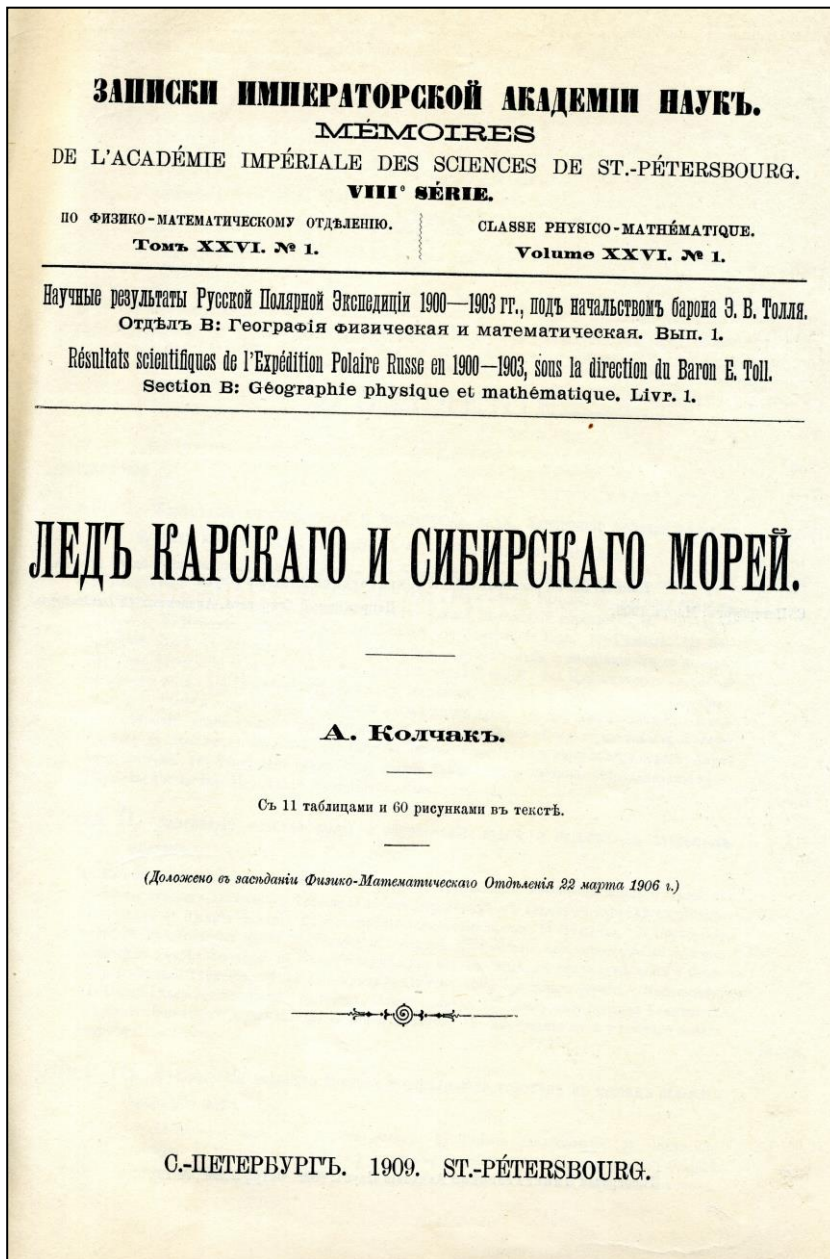 ЗАПИСКИ ИМПЕРАТОРСКОЙ АКАДЕМІИ НАУКЪ.
MÉMOIRES
DE L'ACADÉMIE IMPÉRIALE DES SCIENCES DE ST.-PÉTERSBOURG.
VIIIᵉ SÉRIE.
ПО ФИЗИКО-МАТЕМАТИЧЕСКОМУ ОТДѢЛЕНІЮ.
Томъ XXVI. № 1.
CLASSE PHYSICO-MATHÉMATIQUE.
Volume XXVI. № 1.
Научные результаты Русской Полярной Экспедиціи 1900—1903 гг., подъ начальствомъ барона Э. В. Толля.
Отдѣлъ B: Географія физическая и математическая. Вып. 1.
Résultats scientifiques de l'Expédition Polaire Russe en 1900—1903, sous la direction du Baron E. Toll.
Section B: Géographie physique et mathématique. Livr. 1.
ЛЕДЪ КАРСКАГО И СИБИРСКАГО МОРЕЙ.
А. Колчакъ.
Съ 11 таблицами и 60 рисунками въ текстѣ.
(Доложено въ засѣданіи Физико-Математическаго Отдѣленія 22 марта 1906 г.)
С.-ПЕТЕРБУРГЪ. 1909. ST.-PÉTERSBOURG.